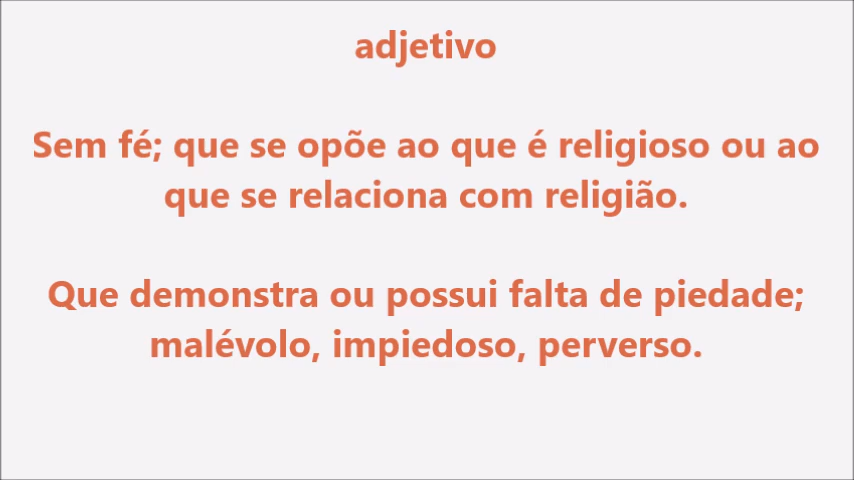 adjetivo
Sem fé; que se opõe ao que é religioso ou ao
que se relaciona com religião.
Que demonstra ou possui falta de piedade;
malévolo, impiedoso, perverso.